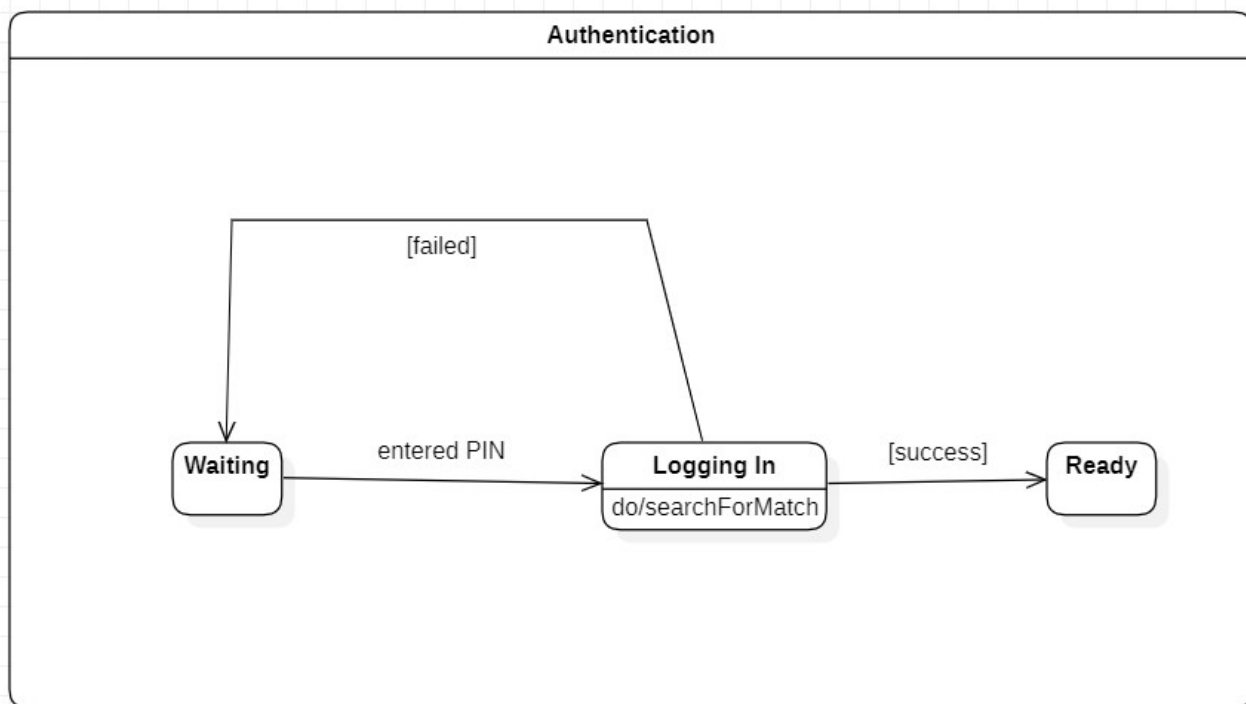 Authentication
[failed]
Waiting
entered PIN
Logging In
do/searchForMatch
[success]
Ready